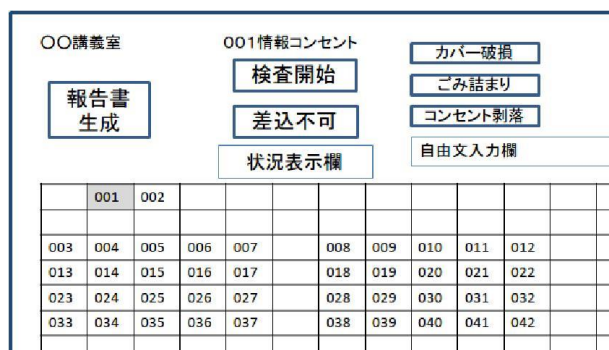 〇〇講義室
001情報コンセント
報告書
生成
検査開始
差込不可
状況表示欄
カバー破損
ごみ詰まり
コンセント剥落
自由文入力欄
001 002
003 004 005 006 007 008 009 010 011 012
013 014 015 016 017 018 019 020 021 022
023 024 025 026 027 028 029 030 031 032
033 034 035 036 037 038 039 040 041 042